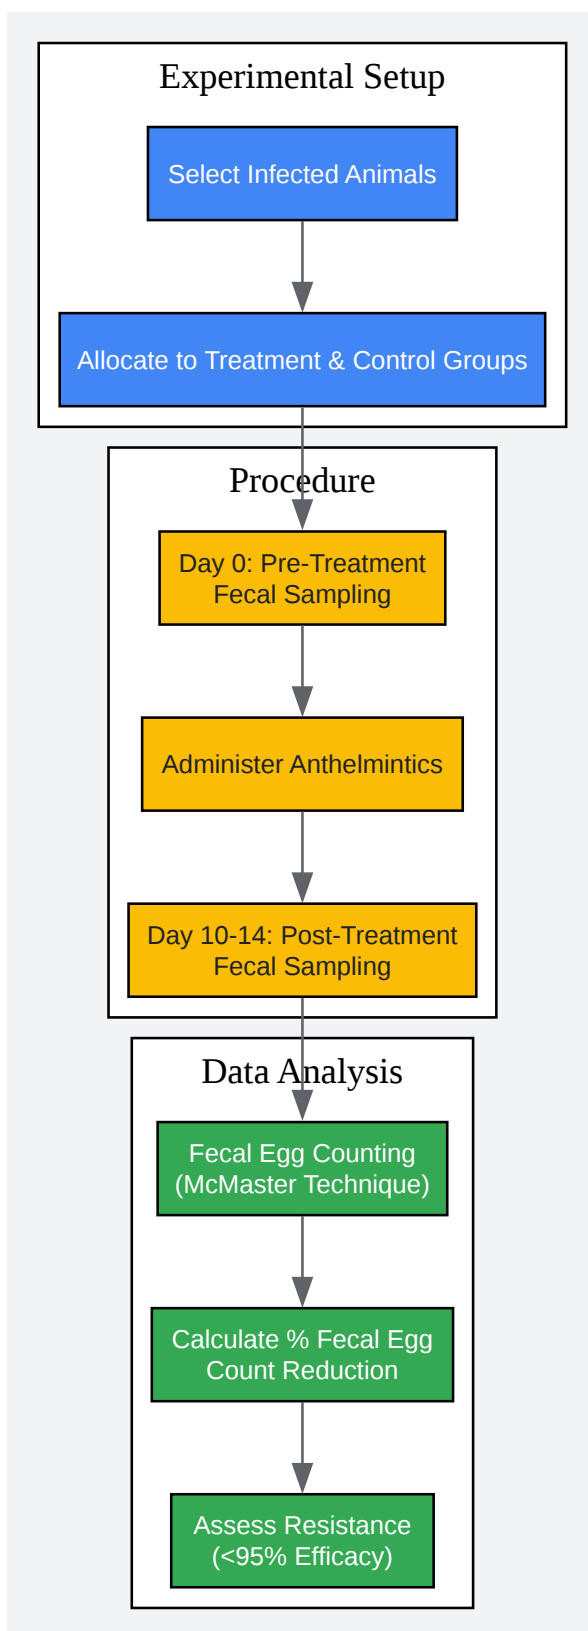 Experimental Setup
Select Infected Animals
Allocate to Treatment & Control Groups
Procedure
Day 0: Pre-Treatment
Fecal Sampling
Administer Anthelmintics
Day 10-14: Post-Treatment
Fecal Sampling
Data Analysis
Fecal Egg Counting
(McMaster Technique)
Calculate % Fecal Egg
Count Reduction
Assess Resistance
(<95% Efficacy)